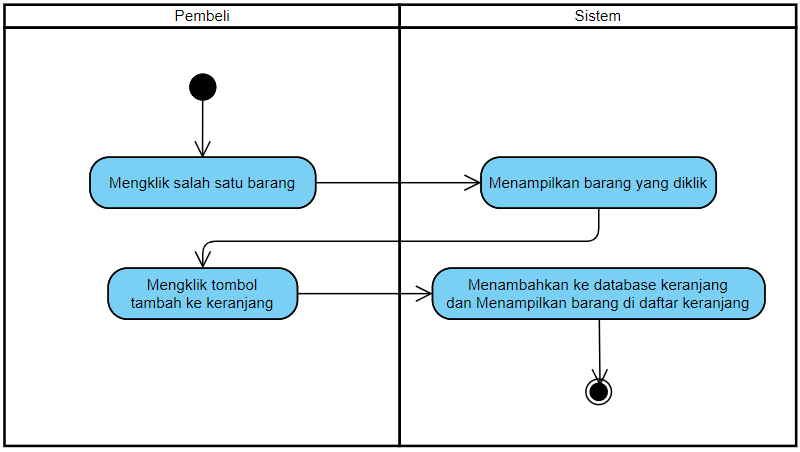 Pembeli
Sistem
Mengklik salah satu barang
Menampilkan barang yang diklik
Mengklik tombol
tambah ke keranjang
Menambahkan ke database keranjang
dan Menampilkan barang di daftar keranjang